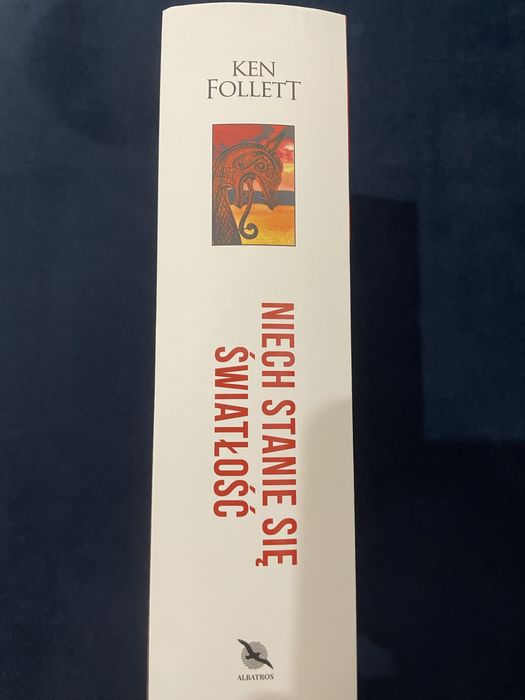 KEN
FOLLETT
NIECH STANIE SIĘ
ŚWIATŁOŚĆ
ALBATROS